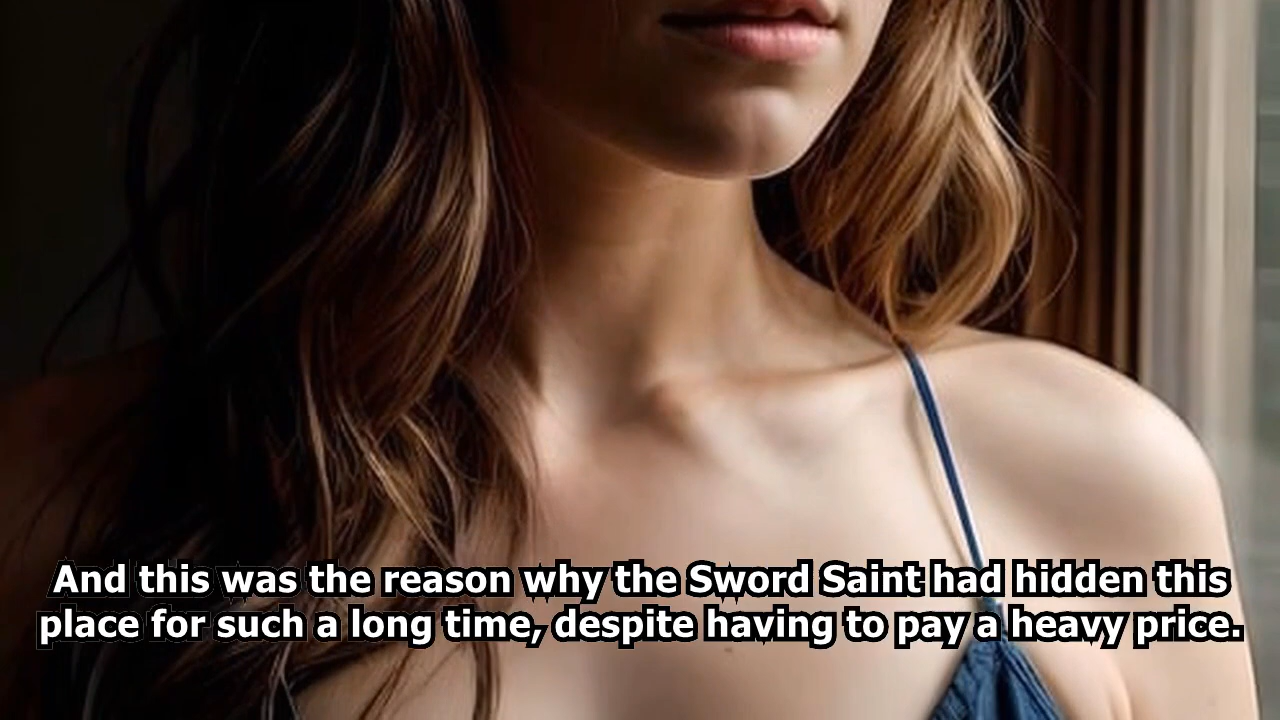 And this was the reason why the Sword Saint had hidden this
place for such a long time, despite having to pay a heavy price.